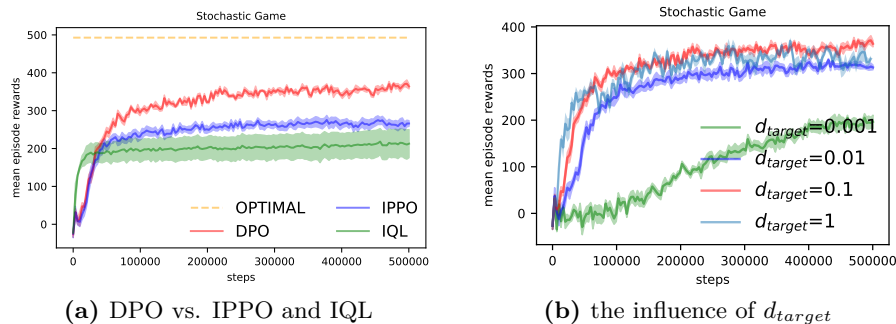 Stochastic Game
500
400
300
200
100
0
mean episode rewards
OPTIMAL
DPO
IPPO
IQL
0 100000 200000 300000 400000 500000
steps
(a) DPO vs. IPPO and IQL
Stochastic Game
400
300
200
100
0
mean episode rewards
d_target=0.001
d_target=0.01
d_target=0.1
d_target=1
0 100000 200000 300000 400000 500000
steps
(b) the influence of d_target